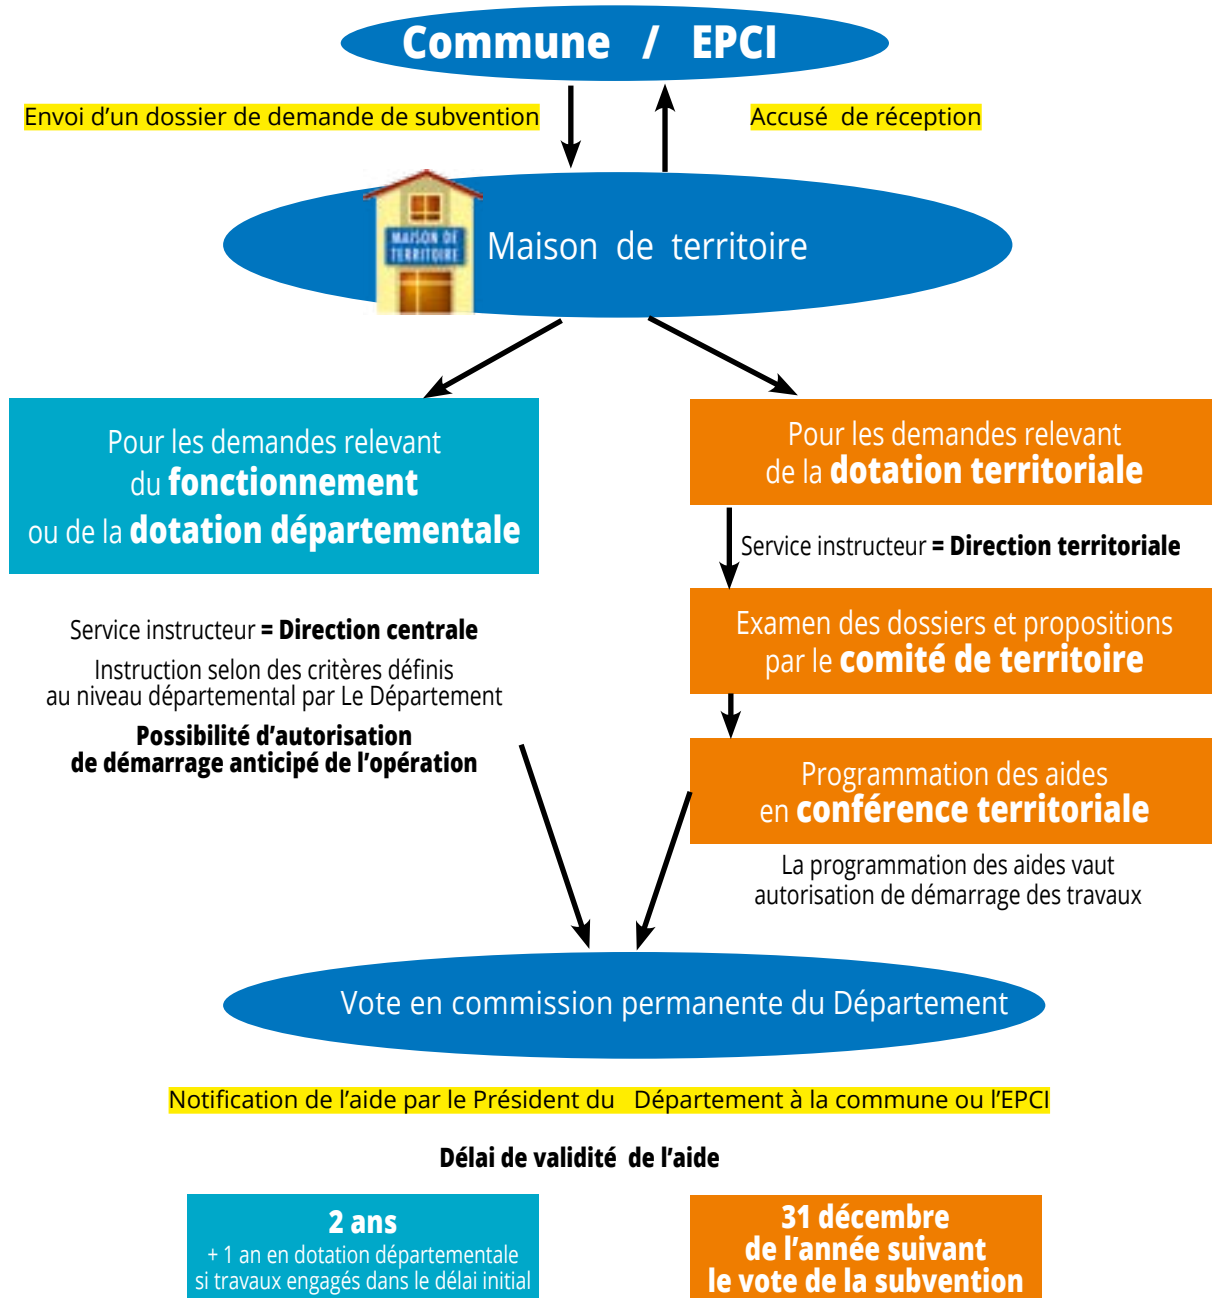 Commune / EPCI
Envoi d’un dossier de demande de subvention
Accusé de réception
MAISON DE
TERRITOIRE
Maison de territoire
Pour les demandes relevant
du fonctionnement
ou de la dotation départementale
Service instructeur = Direction centrale
Instruction selon des critères définis
au niveau départemental par Le Département
Possibilité d’autorisation
de démarrage anticipé de l’opération
Pour les demandes relevant
de la dotation territoriale
Service instructeur = Direction territoriale
Examen des dossiers et propositions
par le comité de territoire
Programmation des aides
en conférence territoriale
La programmation des aides vaut
autorisation de démarrage des travaux
Vote en commission permanente du Département
Notification de l’aide par le Président du Département à la commune ou l’EPCI
Délai de validité de l’aide
2 ans
+ 1 an en dotation départementale
si travaux engagés dans le délai initial
31 décembre
de l’année suivant
le vote de la subvention